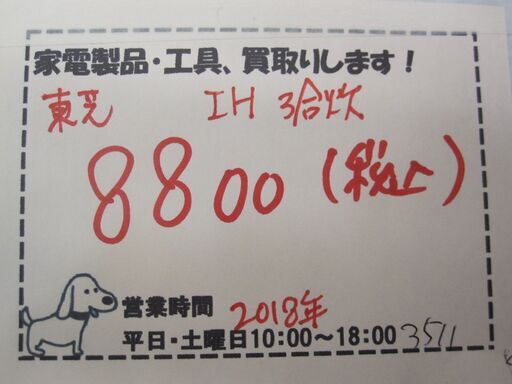 家電製品・工具、買取りします！
東芝 IH 3合炊
8800(税込)
営業時間 2018年
平日・土曜日10:00～18:00 3511